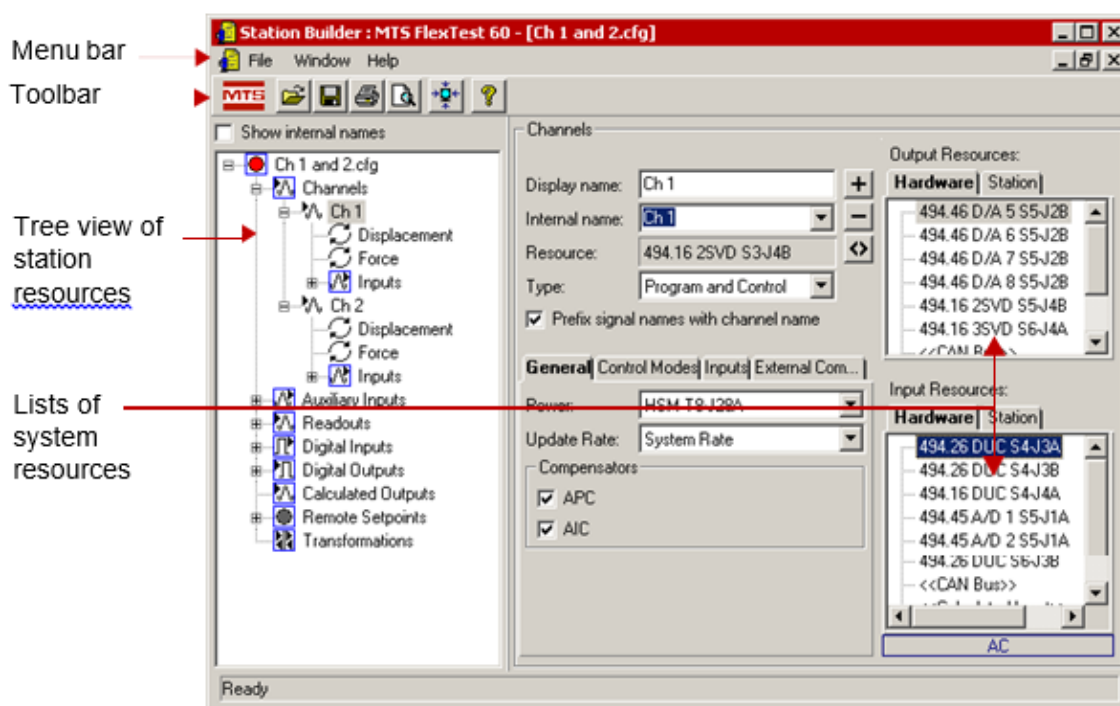 Station Builder : MTS FlexTest 60 - [Ch 1 and 2.cfg]
Menu bar
File Window Help
Toolbar
MTS
Show internal names
Ch 1 and 2.cfg
Channels
Ch 1
Displacement
Force
Inputs
Ch 2
Displacement
Force
Inputs
Auxiliary Inputs
Readouts
Digital Inputs
Digital Outputs
Calculated Outputs
Remote Setpoints
Transformations
Tree view of
station
resources
Lists of
system
resources
Channels
Display name: Ch 1
Internal name: Ch 1
Resource: 494.16 2SVD S3-J4B
Type: Program and Control
Prefix signal names with channel name
General Control Modes Inputs External Com...
Power: HSM T8-J28A
Update Rate: System Rate
Compensators
APC
AIC
Output Resources:
Hardware Station
494.46 D/A 5 S5-J2B
494.46 D/A 6 S5-J2B
494.46 D/A 7 S5-J2B
494.46 D/A 8 S5-J2B
494.16 2SVD S5-J4B
494.16 3SVD S6-J4A
<<CAN Bus>>
Input Resources:
Hardware Station
494.26 DUC S4-J3A
494.26 DUC S4-J3B
494.16 DUC S4-J4A
494.45 A/D 1 S5-J1A
494.45 A/D 2 S5-J1A
494.26 DUC S6-J3B
<<CAN Bus>>
AC
Ready